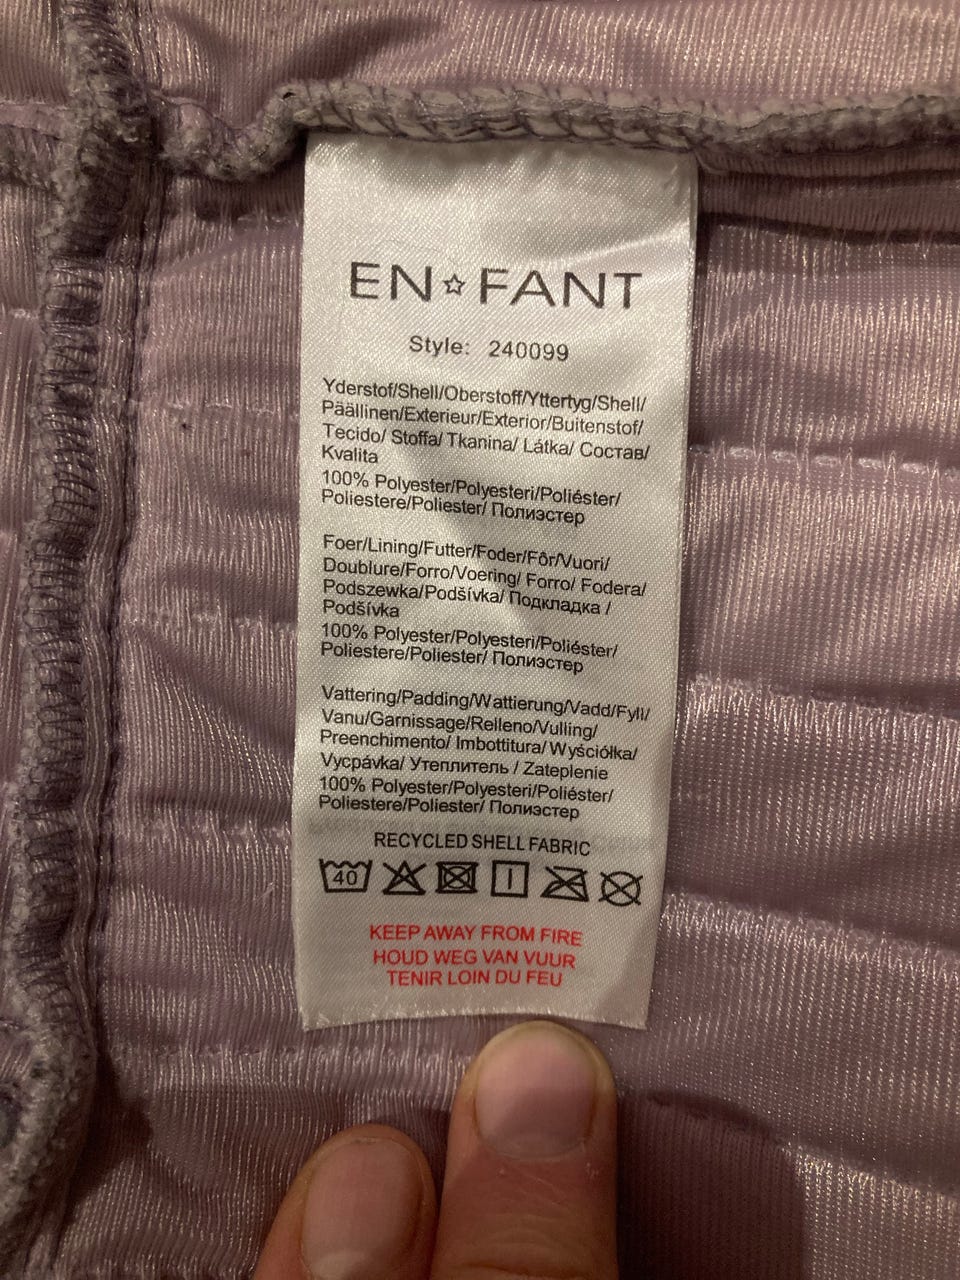 EN☆FANT
Style: 240099
Yderstof/Shell/Oberstoff/Yttertyg/Shell/
Päällinen/Exterieur/Exterior/Buitenstof/
Tecido/ Stoffa/ Tkanina/ Látka/ Состав/
Kvalita
100% Polyester/Polyesteri/Poliéster/
Poliestere/Poliester/ Полиэстер
Foer/Lining/Futter/Foder/Fôr/Vuori/
Doublure/Forro/Voering/ Forro/ Fodera/
Podszewka/Podšívka/ Подкладка /
Podšívka
100% Polyester/Polyesteri/Poliéster/
Poliestere/Poliester/ Полиэстер
Vattering/Padding/Wattierung/Vadd/Fyll/
Vanu/Garnissage/Relleno/Vulling/
Preenchimento/ Imbottitura/ Wyściółka/
Vycpávka/ Утеплитель / Zateplenie
100% Polyester/Polyesteri/Poliéster/
Poliestere/Poliester/ Полиэстер
RECYCLED SHELL FABRIC
40
KEEP AWAY FROM FIRE
HOUD WEG VAN VUUR
TENIR LOIN DU FEU